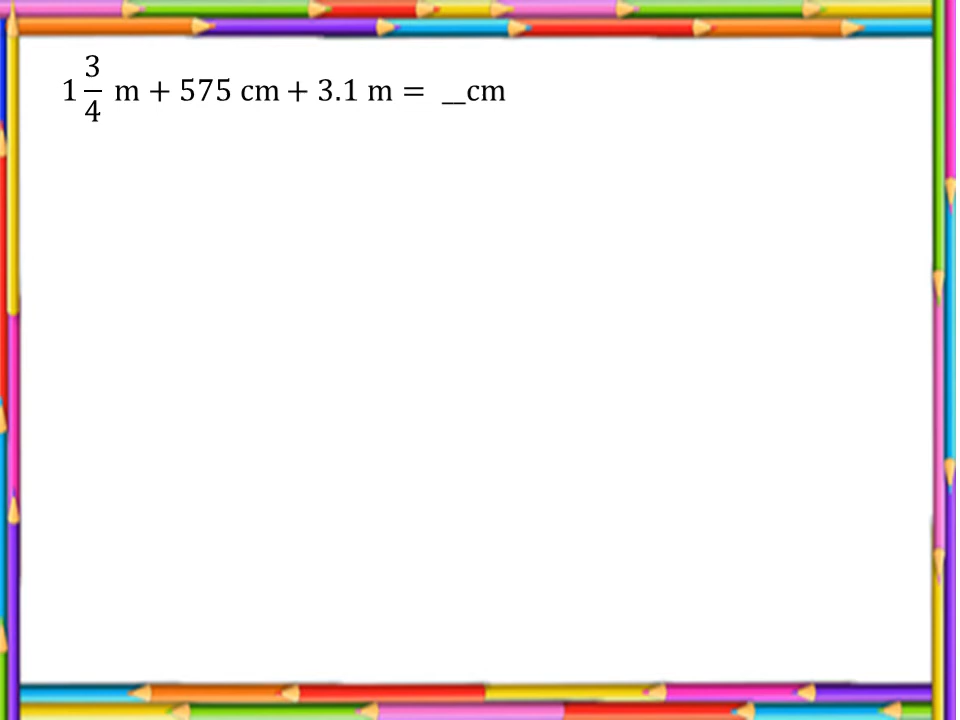 1 3/4 m + 575 cm + 3.1 m = __cm